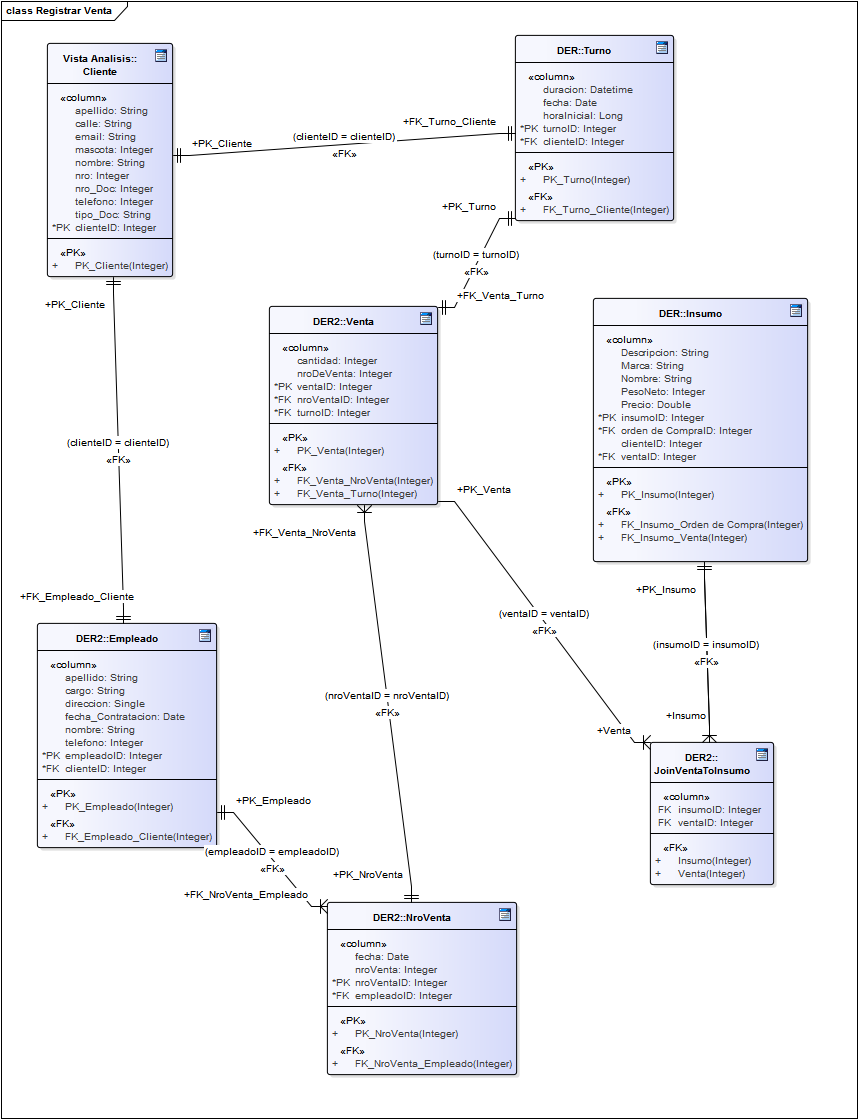 class Registrar Venta
Vista Analisis::
Cliente
«column»
apellido: String
calle: String
email: String
mascota: Integer
nombre: String
nro: Integer
nro_Doc: Integer
telefono: Integer
tipo_Doc: String
*PK clienteID: Integer
«PK»
+ PK_Cliente(Integer)
DER::Turno
«column»
duracion: Datetime
fecha: Date
horaInicial: Long
*PK turnoID: Integer
*FK clienteID: Integer
«PK»
+ PK_Turno(Integer)
«FK»
+ FK_Turno_Cliente(Integer)
+PK_Cliente
(clienteID = clienteID)
«FK»
+FK_Turno_Cliente
+PK_Turno
(turnoID = turnoID)
«FK»
+FK_Venta_Turno
+PK_Cliente
(clienteID = clienteID)
«FK»
+FK_Empleado_Cliente
DER2::Venta
«column»
cantidad: Integer
nroDeVenta: Integer
*PK ventaID: Integer
*FK nroVentaID: Integer
*FK turnoID: Integer
«PK»
+ PK_Venta(Integer)
«FK»
+ FK_Venta_NroVenta(Integer)
+ FK_Venta_Turno(Integer)
DER::Insumo
«column»
Descripcion: String
Marca: String
Nombre: String
PesoNeto: Integer
Precio: Double
*PK insumoID: Integer
*FK orden de CompraID: Integer
clienteID: Integer
*FK ventaID: Integer
«PK»
+ PK_Insumo(Integer)
«FK»
+ FK_Insumo_Orden de Compra(Integer)
+ FK_Insumo_Venta(Integer)
+FK_Venta_NroVenta
(nroVentaID = nroVentaID)
«FK»
+PK_NroVenta
+PK_Venta
(ventaID = ventaID)
«FK»
+Venta
+PK_Insumo
(insumoID = insumoID)
«FK»
+Insumo
DER2::Empleado
«column»
apellido: String
cargo: String
direccion: Single
fecha_Contratacion: Date
nombre: String
telefono: Integer
*PK empleadoID: Integer
*FK clienteID: Integer
«PK»
+ PK_Empleado(Integer)
«FK»
+ FK_Empleado_Cliente(Integer)
DER2::
JoinVentaToInsumo
«column»
FK insumoID: Integer
FK ventaID: Integer
«FK»
+ Insumo(Integer)
+ Venta(Integer)
+PK_Empleado
(empleadoID = empleadoID)
«FK»
+FK_NroVenta_Empleado
DER2::NroVenta
«column»
fecha: Date
nroVenta: Integer
*PK nroVentaID: Integer
*FK empleadoID: Integer
«PK»
+ PK_NroVenta(Integer)
«FK»
+ FK_NroVenta_Empleado(Integer)